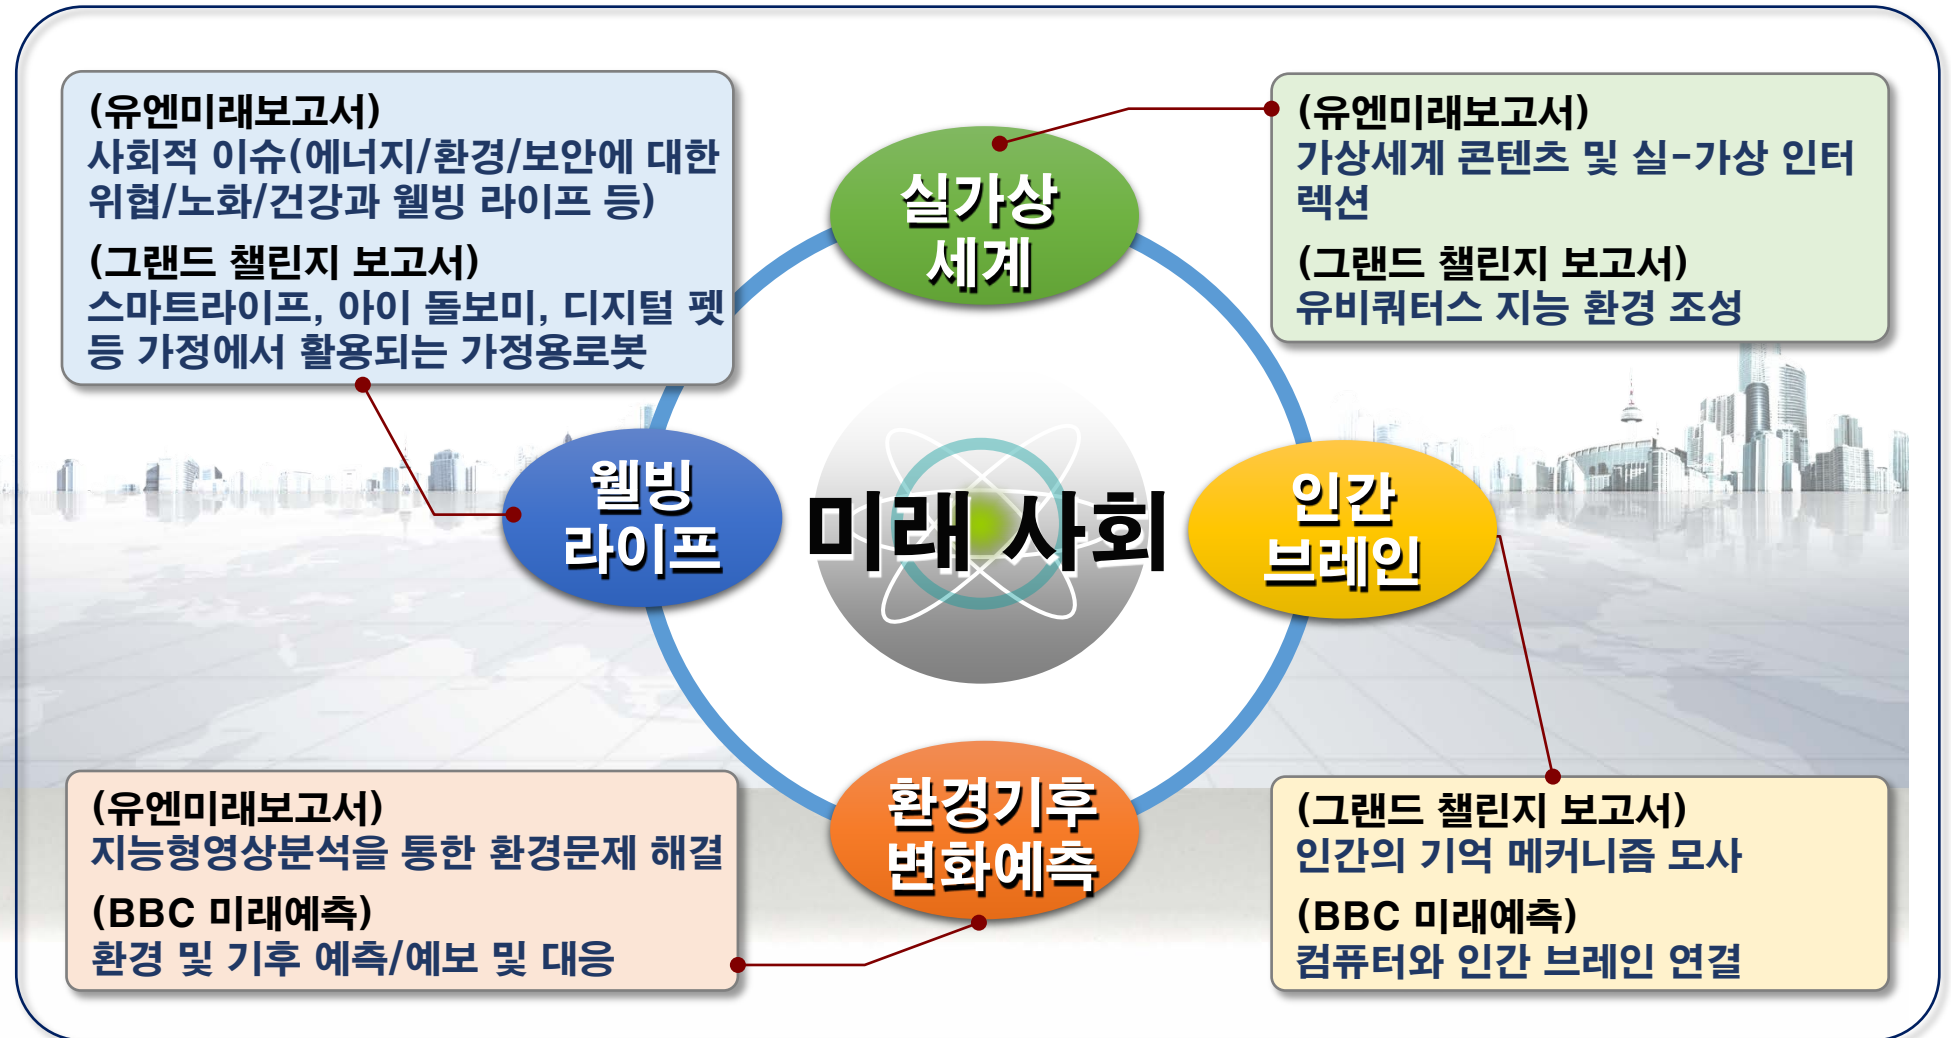 (유엔미래보고서)
사회적 이슈(에너지/환경/보안에 대한
위협/노화/건강과 웰빙 라이프 등)
(그랜드 챌린지 보고서)
스마트라이프, 아이 돌보미, 디지털 펫
등 가정에서 활용되는 가정용로봇
실가상
세계
(유엔미래보고서)
가상세계 콘텐츠 및 실-가상 인터
렉션
(그랜드 챌린지 보고서)
유비쿼터스 지능 환경 조성
웰빙
라이프
미래 사회
인간
브레인
(유엔미래보고서)
지능형영상분석을 통한 환경문제 해결
(BBC 미래예측)
환경 및 기후 예측/예보 및 대응
환경기후
변화예측
(그랜드 챌린지 보고서)
인간의 기억 메커니즘 모사
(BBC 미래예측)
컴퓨터와 인간 브레인 연결